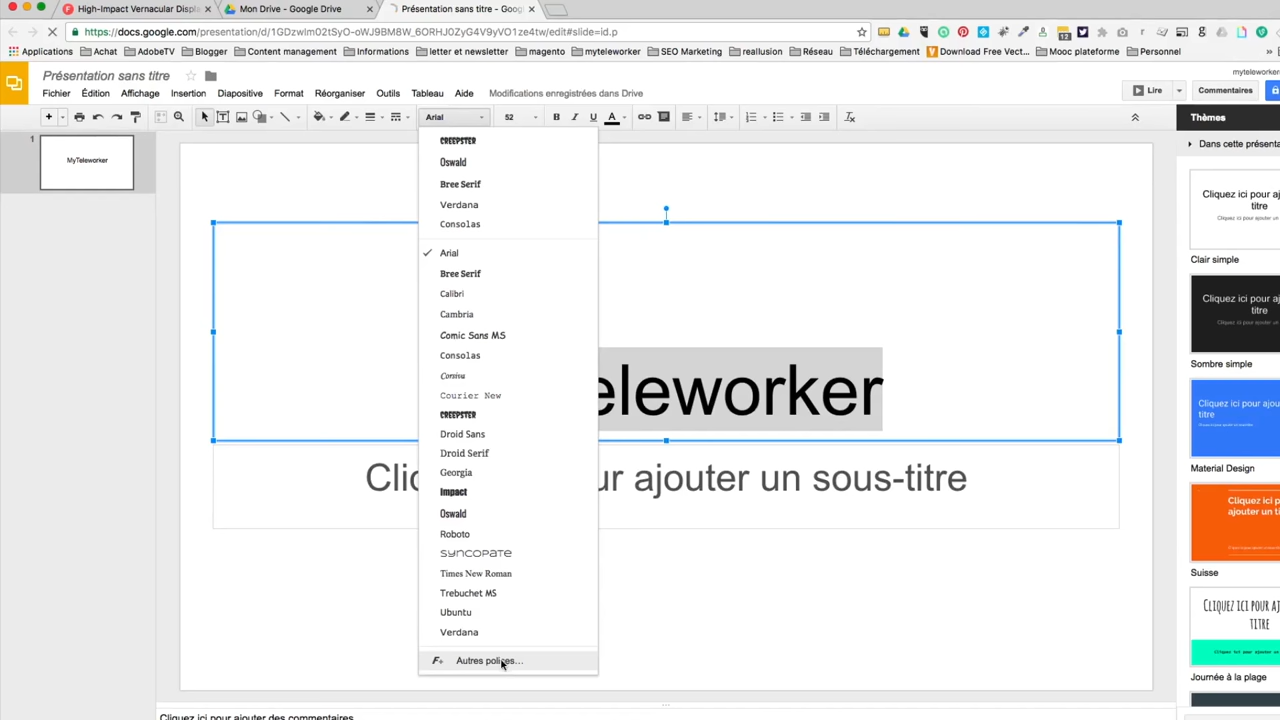 High-Impact Vernacular Displ
Mon Drive - Google Drive
Présentation sans titre - Goog
https://docs.google.com/presentation/d/1GDzwlm02tSyO-oW9JBM8W_6ORHJ0ZyG4V9yVO1ze4tw/edit#slide=id.p
Applications
Achat
AdobeTV
Blogger
Content management
Informations
letter et newsletter
magento
myteleworker
SEO Marketing
reallusion
Réseau
Téléchargement
Download Free Vect...
Mooc plateforme
Personnel
Présentation sans titre
myteleworker
Fichier
Édition
Affichage
Insertion
Diapositive
Format
Réorganiser
Outils
Tableau
Aide
Modifications enregistrées dans Drive
Lire
Commentaires
Arial
52
Thèmes
1
MyTeleworker
CREEPSTER
Oswald
Bree Serif
Verdana
Consolas
Arial
Bree Serif
Calibri
Cambria
Comic Sans MS
Consolas
Corsiva
Courier New
CREEPSTER
Droid Sans
Droid Serif
Georgia
Impact
Oswald
Roboto
SYNCOPATE
Times New Roman
Trebuchet MS
Ubuntu
Verdana
Autres polices...
eleworker
Clic
ur ajouter un sous-titre
Dans cette présenta
Cliquez ici pour aj
titre
Clair simple
Cliquez ici pour aj
titre
Sombre simple
Cliquez ici pour ajou
titre
Material Design
Cliquez ici pou
ajouter un ti
Suisse
CLIQUEZ ICI POUR AJ
TITRE
Journée à la plage
Cliquez ici pour ajouter des commentaires